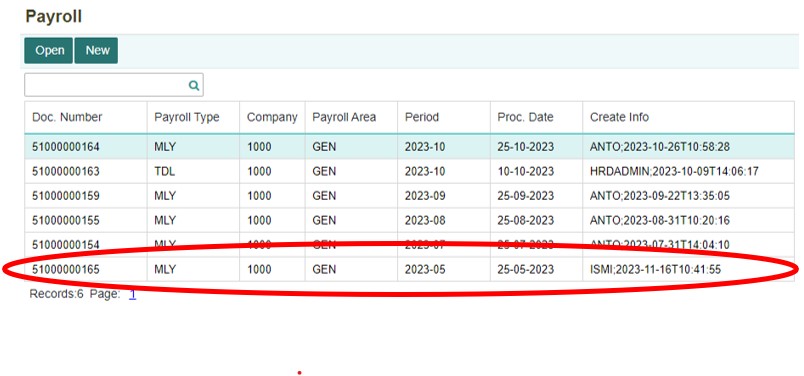 Payroll
Open New
Doc. Number Payroll Type Company Payroll Area Period Proc. Date Create Info
51000000164 MLY 1000 GEN 2023-10 25-10-2023 ANTO;2023-10-26T10:58:28
51000000163 TDL 1000 GEN 2023-10 10-10-2023 HRDADMIN;2023-10-09T14:06:17
51000000159 MLY 1000 GEN 2023-09 25-09-2023 ANTO;2023-09-22T13:35:05
51000000155 MLY 1000 GEN 2023-08 25-08-2023 ANTO;2023-08-31T10:20:16
51000000154 MLY 1000 GEN 2023-07 25-07-2023 ANTO;2023-07-31T14:04:10
51000000165 MLY 1000 GEN 2023-05 25-05-2023 ISMI;2023-11-16T10:41:55
Records:6 Page: 1